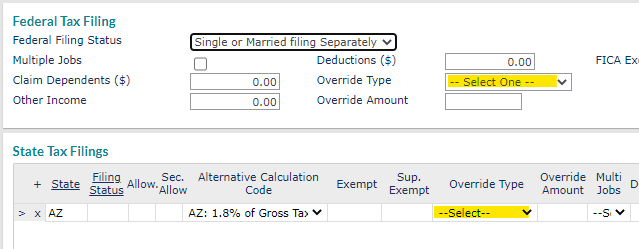 Federal Tax Filing
Federal Filing Status Single or Married filing Separately
Multiple Jobs Deductions ($) 0.00 FICA Ex
Claim Dependents ($) 0.00 Override Type -- Select One --
Other Income 0.00 Override Amount
State Tax Filings
+ State Filing Status Allow. Sec. Allow Alternative Calculation Code Exempt Sup. Exempt Override Type Override Amount Multi Jobs D
> x AZ AZ: 1.8% of Gross Tax --Select-- --S